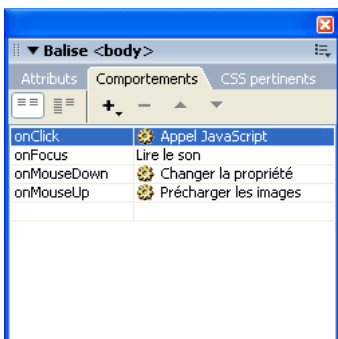 Balise <body>
Attributs Comportements CSS pertinents
onClick Appel JavaScript
onFocus Lire le son
onMouseDown Changer la propriété
onMouseUp Précharger les images